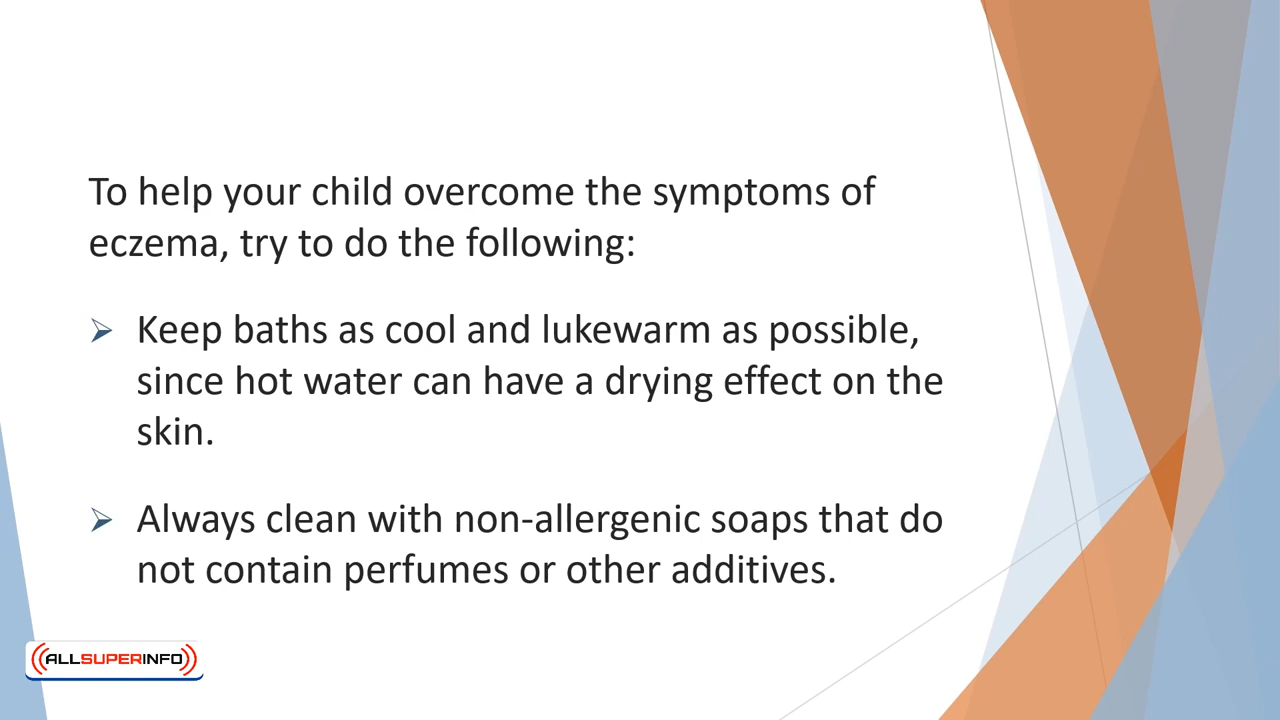 To help your child overcome the symptoms of
eczema, try to do the following:
Keep baths as cool and lukewarm as possible,
since hot water can have a drying effect on the
skin.
Always clean with non-allergenic soaps that do
not contain perfumes or other additives.
ALLSUPERINFO